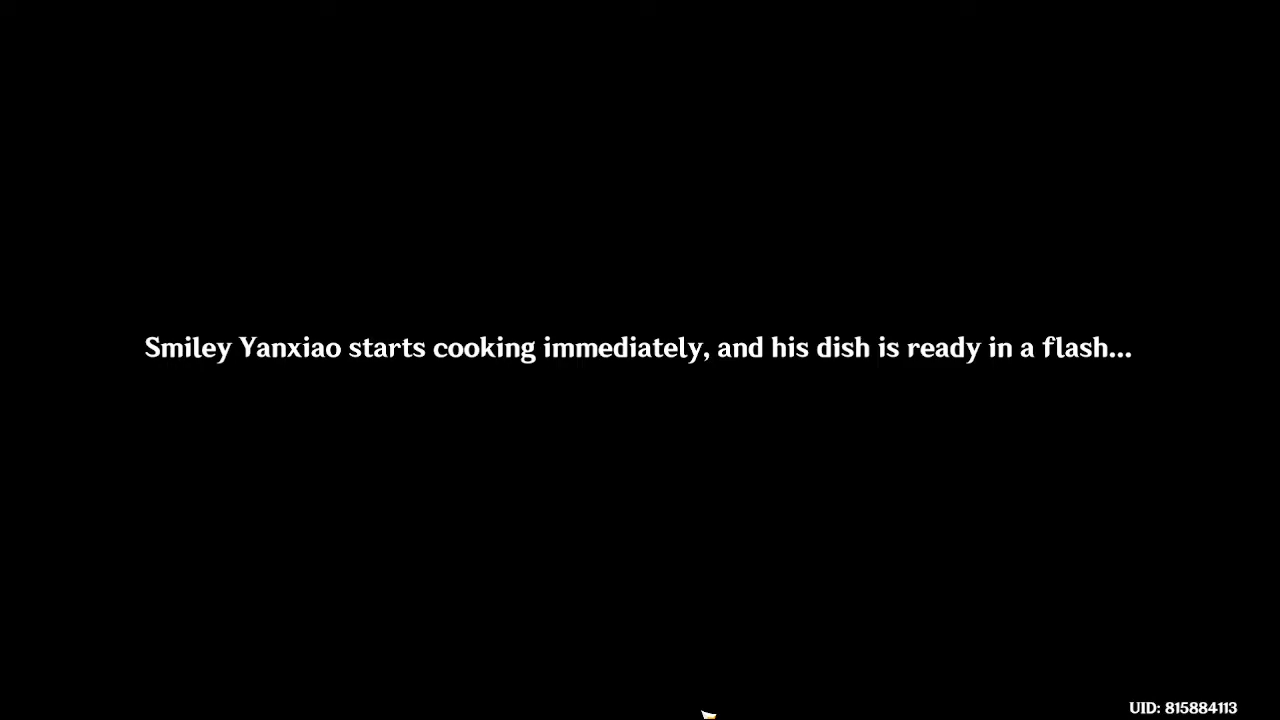 Smiley Yanxiao starts cooking immediately, and his dish is ready in a flash...
UID: 815884113